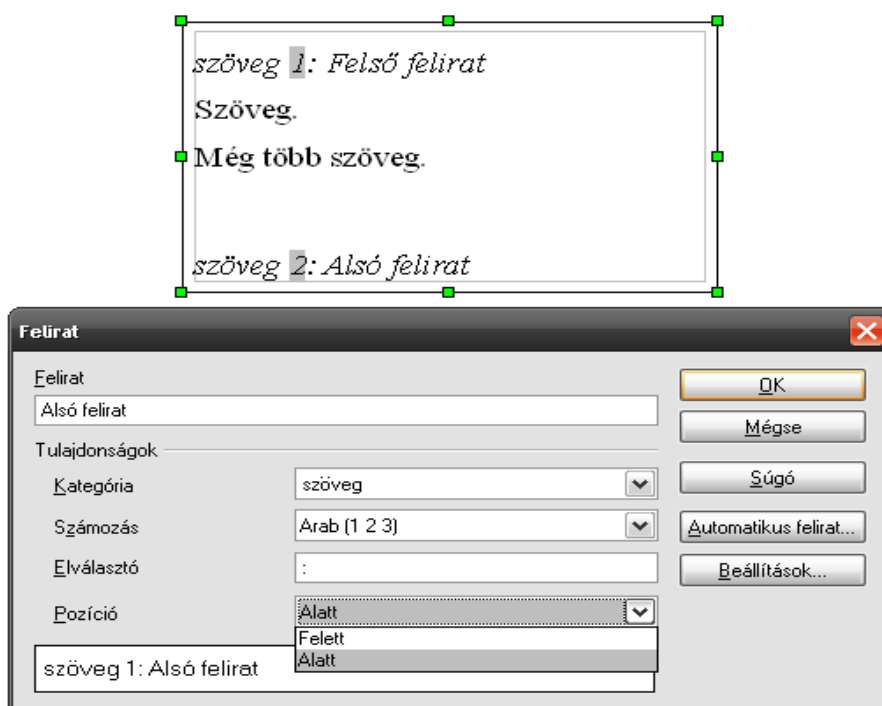 szöveg 1: Felső felirat
Szöveg.
Még több szöveg.
szöveg 2: Alsó felirat
Felirat
Felirat
OK
Alsó felirat
Mégse
Tulajdonságok
Kategória
szöveg
Súgó
Számozás
Arab (1 2 3)
Automatikus felirat...
Elválasztó
:
Beállítások...
Pozíció
Alatt
Felett
Alatt
szöveg 1: Alsó felirat